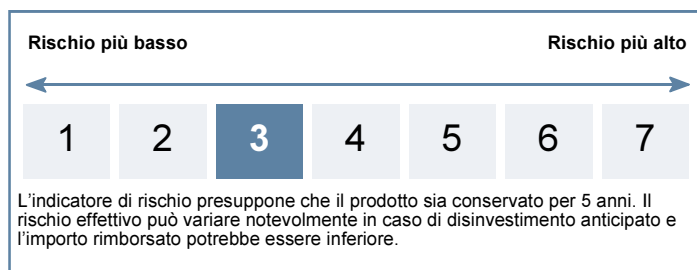 Rischio più basso Rischio più alto
1 2 3 4 5 6 7
L'indicatore di rischio presuppone che il prodotto sia conservato per 5 anni. Il
rischio effettivo può variare notevolmente in caso di disinvestimento anticipato e
l'importo rimborsato potrebbe essere inferiore.